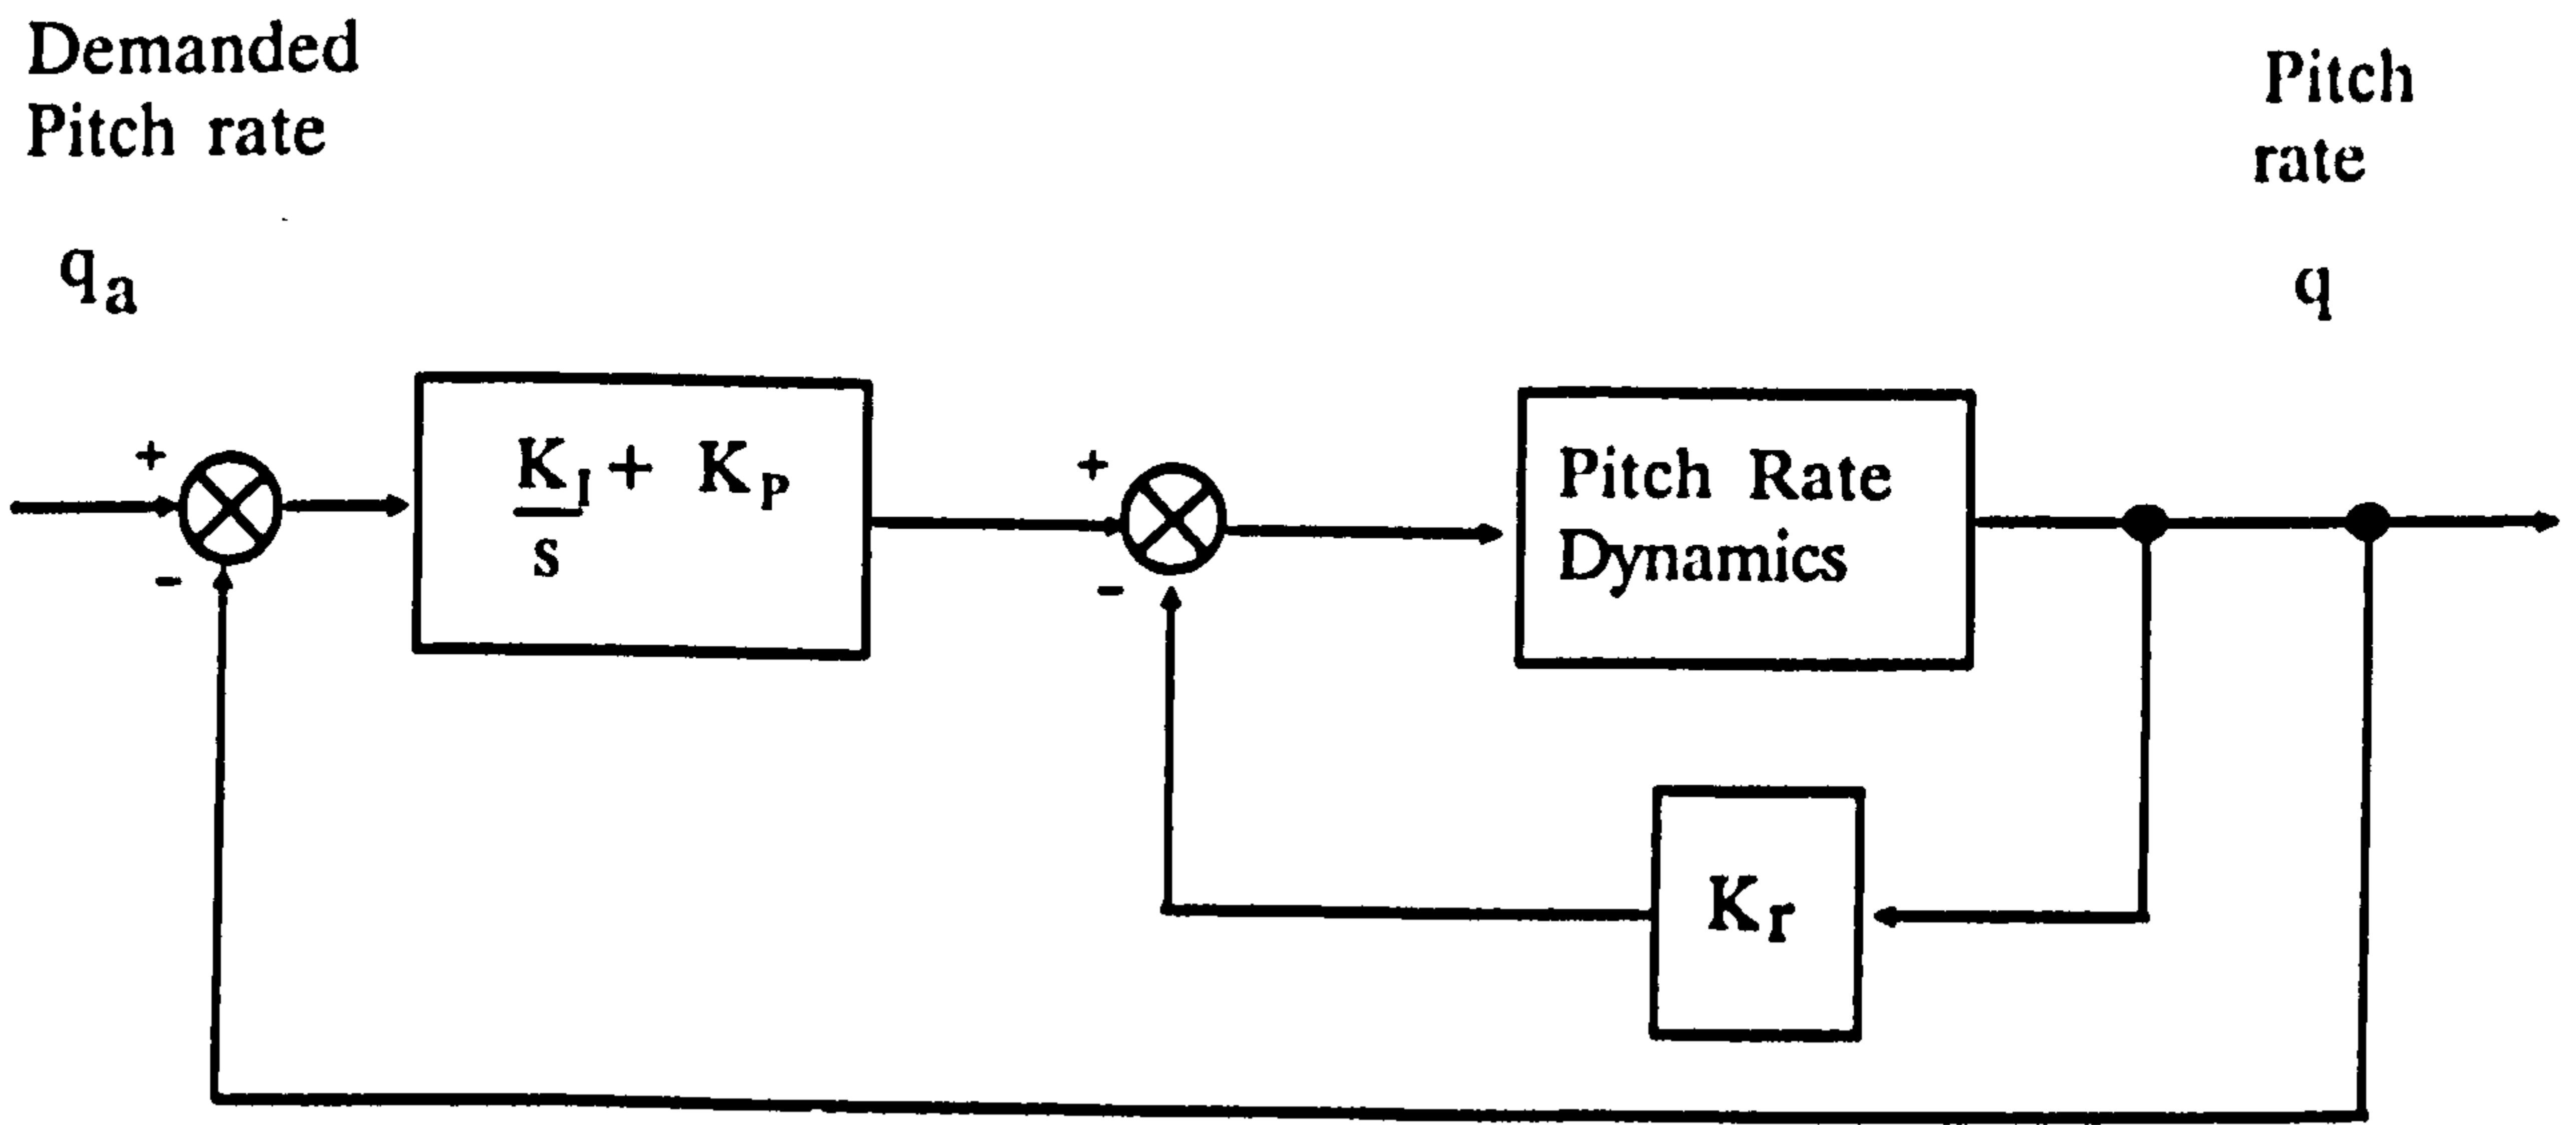 Demanded
Pitch rate
q_a
Pitch
rate
q
+
-
K_I + K_P
s
+
-
Pitch Rate
Dynamics
K_r